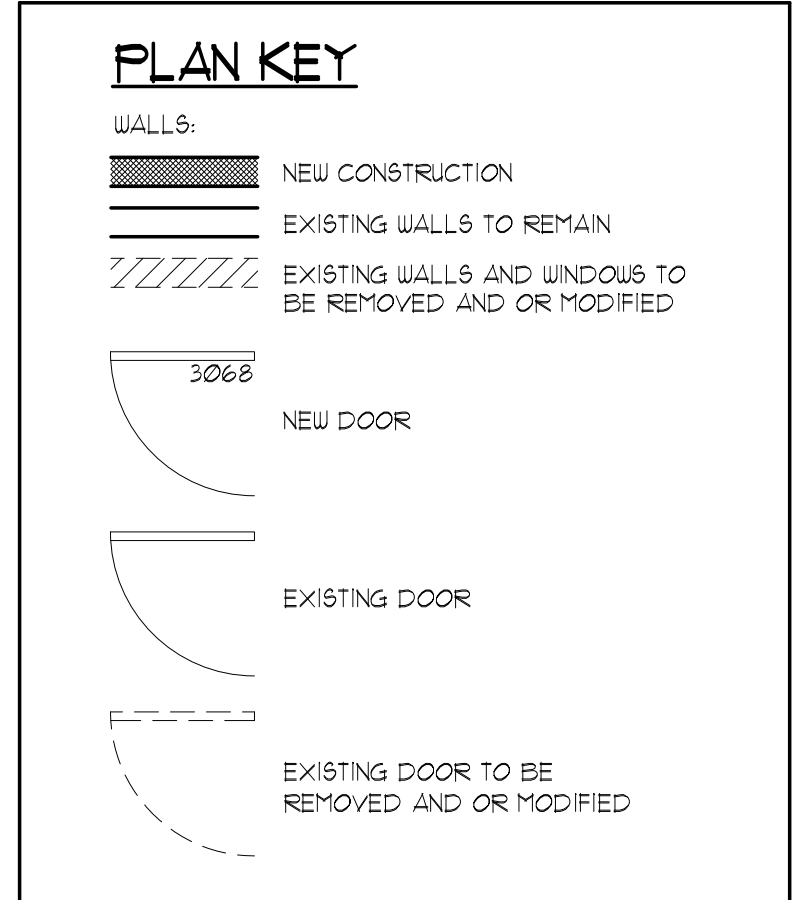 PLAN KEY
WALLS:
NEW CONSTRUCTION
EXISTING WALLS TO REMAIN
EXISTING WALLS AND WINDOWS TO
BE REMOVED AND OR MODIFIED
3068
NEW DOOR
EXISTING DOOR
EXISTING DOOR TO BE
REMOVED AND OR MODIFIED